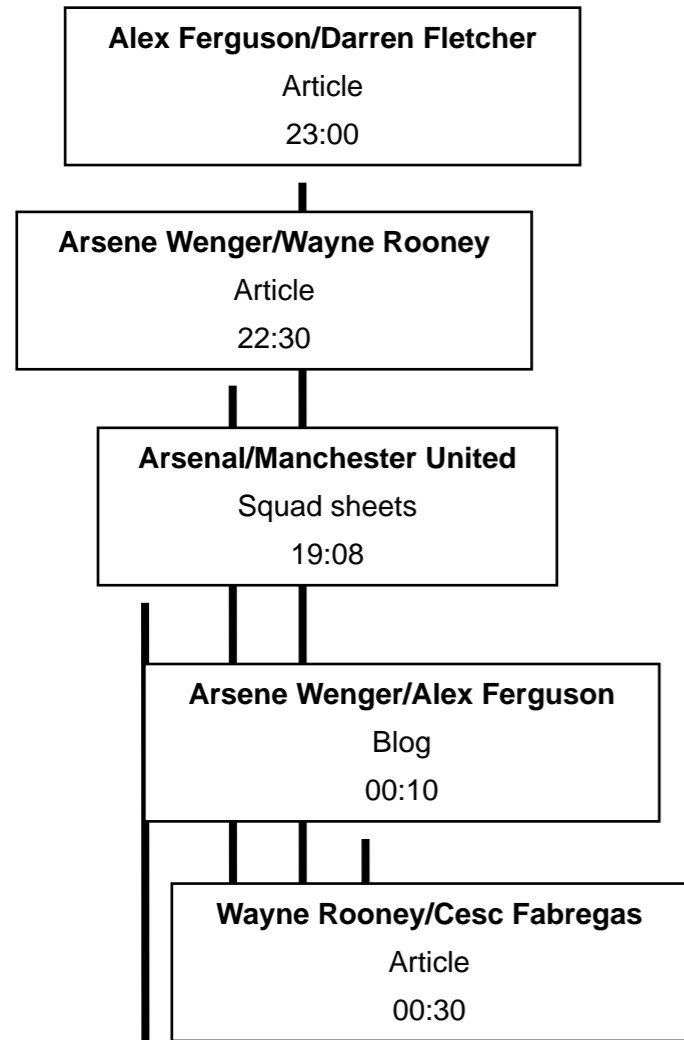 Alex Ferguson/Darren Fletcher
Article
23:00
Arsene Wenger/Wayne Rooney
Article
22:30
Arsenal/Manchester United
Squad sheets
19:08
Arsene Wenger/Alex Ferguson
Blog
00:10
Wayne Rooney/Cesc Fabregas
Article
00:30